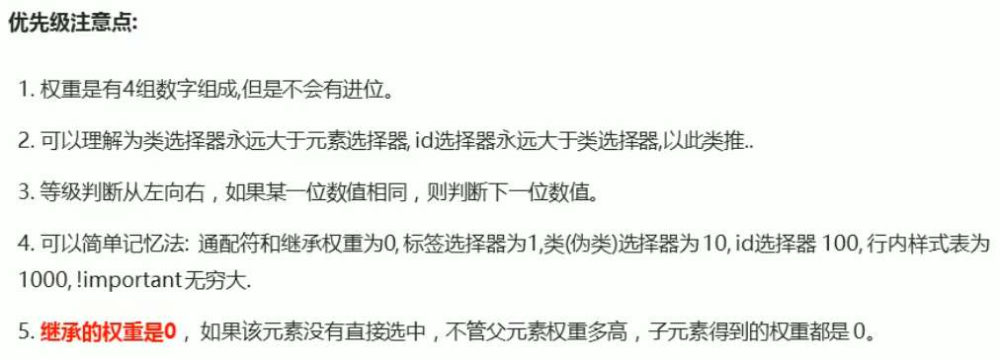 优先级注意点:
1. 权重是有4组数字组成,但是不会有进位。
2. 可以理解为类选择器永远大于元素选择器, id选择器永远大于类选择器,以此类推..
3. 等级判断从左向右，如果某一位数值相同，则判断下一位数值。
4. 可以简单记忆法: 通配符和继承权重为0, 标签选择器为1,类(伪类)选择器为 10, id选择器 100, 行内样式表为
1000, !important 无穷大.
5. 继承的权重是0 ，如果该元素没有直接选中，不管父元素权重多高，子元素得到的权重都是 0。